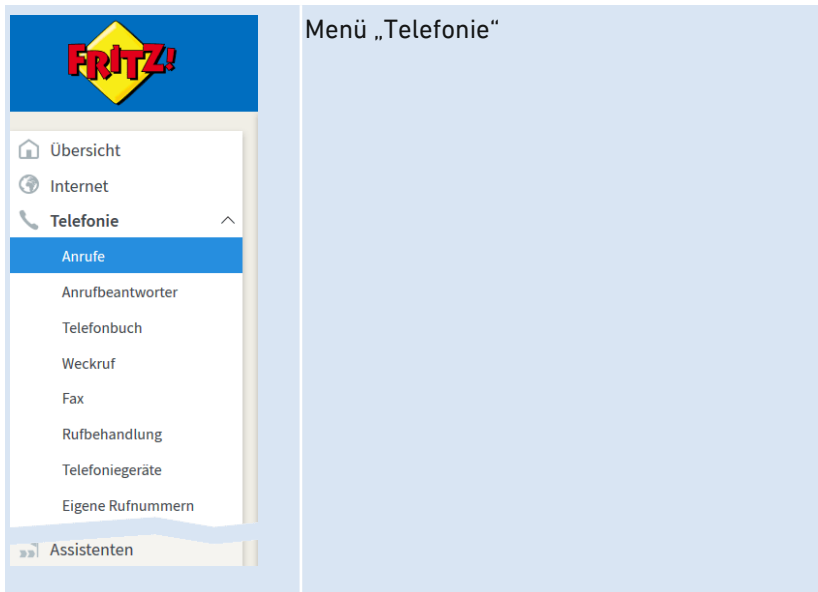 FRITZ!
Menü „Telefonie“
Übersicht
Internet
Telefonie
Anrufe
Anrufbeantworter
Telefonbuch
Weckruf
Fax
Rufbehandlung
Telefoniegeräte
Eigene Rufnummern
Assistenten